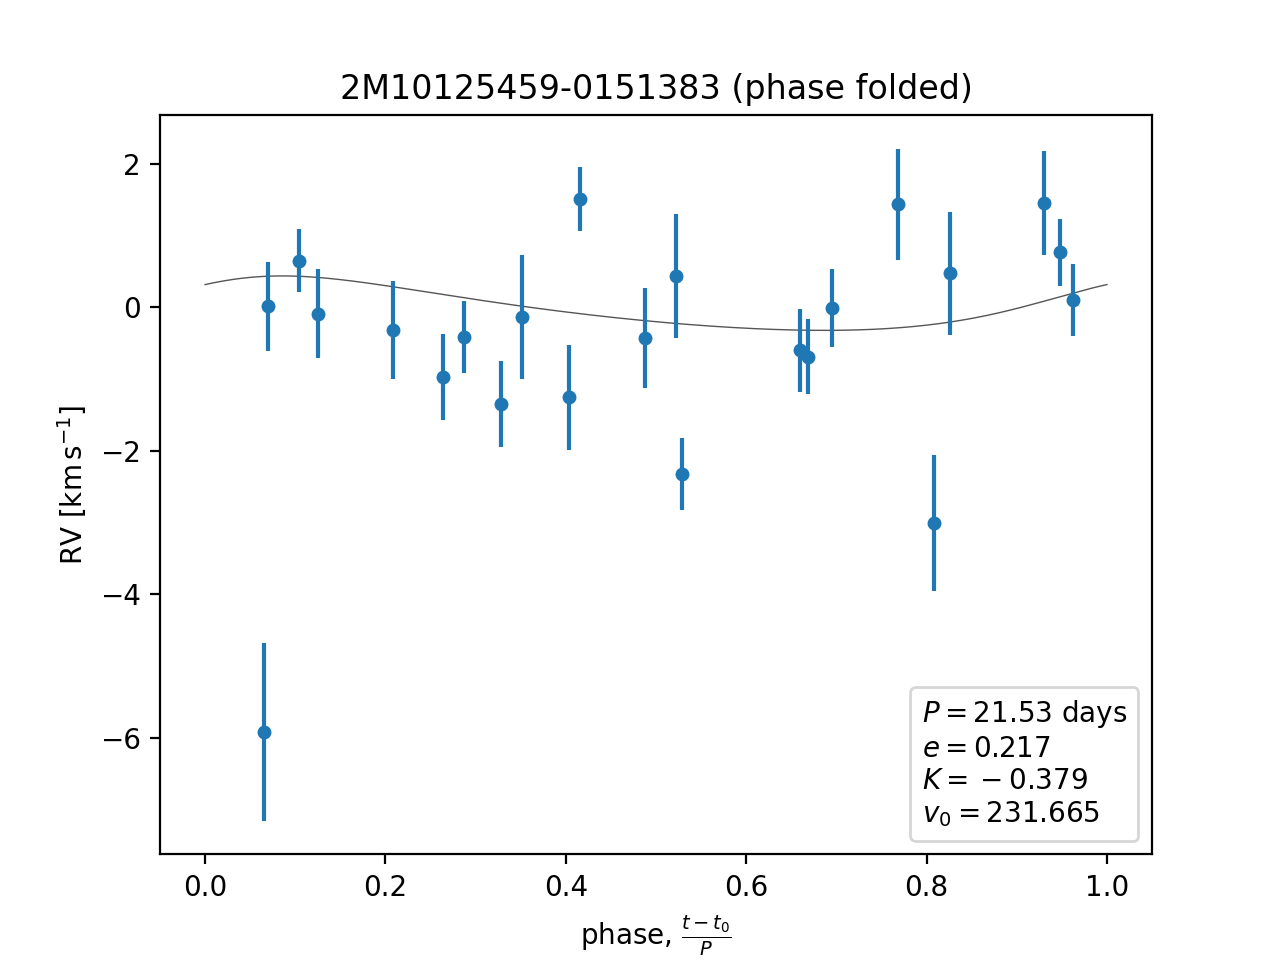 2M10125459-0151383 (phase folded)
RV [km s⁻¹]
2
0
−2
−4
−6
P = 21.53 days
e = 0.217
K = −0.379
v₀ = 231.665
0.0 0.2 0.4 0.6 0.8 1.0
phase, (t − t₀)/P